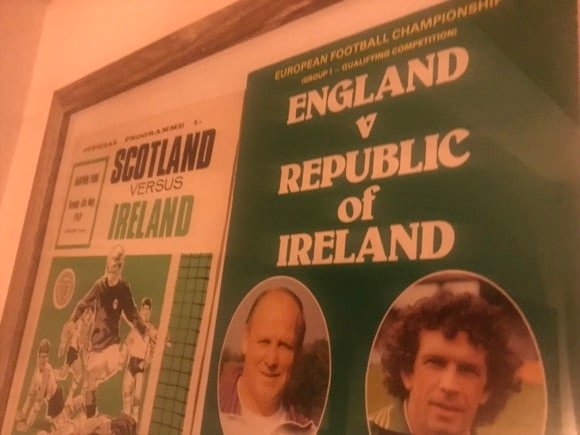 OFFICIAL PROGRAMME
SCOTLAND
VERSUS
IRELAND
EUROPEAN FOOTBALL CHAMPIONSHIP
(GROUP 1 — QUALIFYING COMPETITION)
ENGLAND
v
REPUBLIC
of
IRELAND